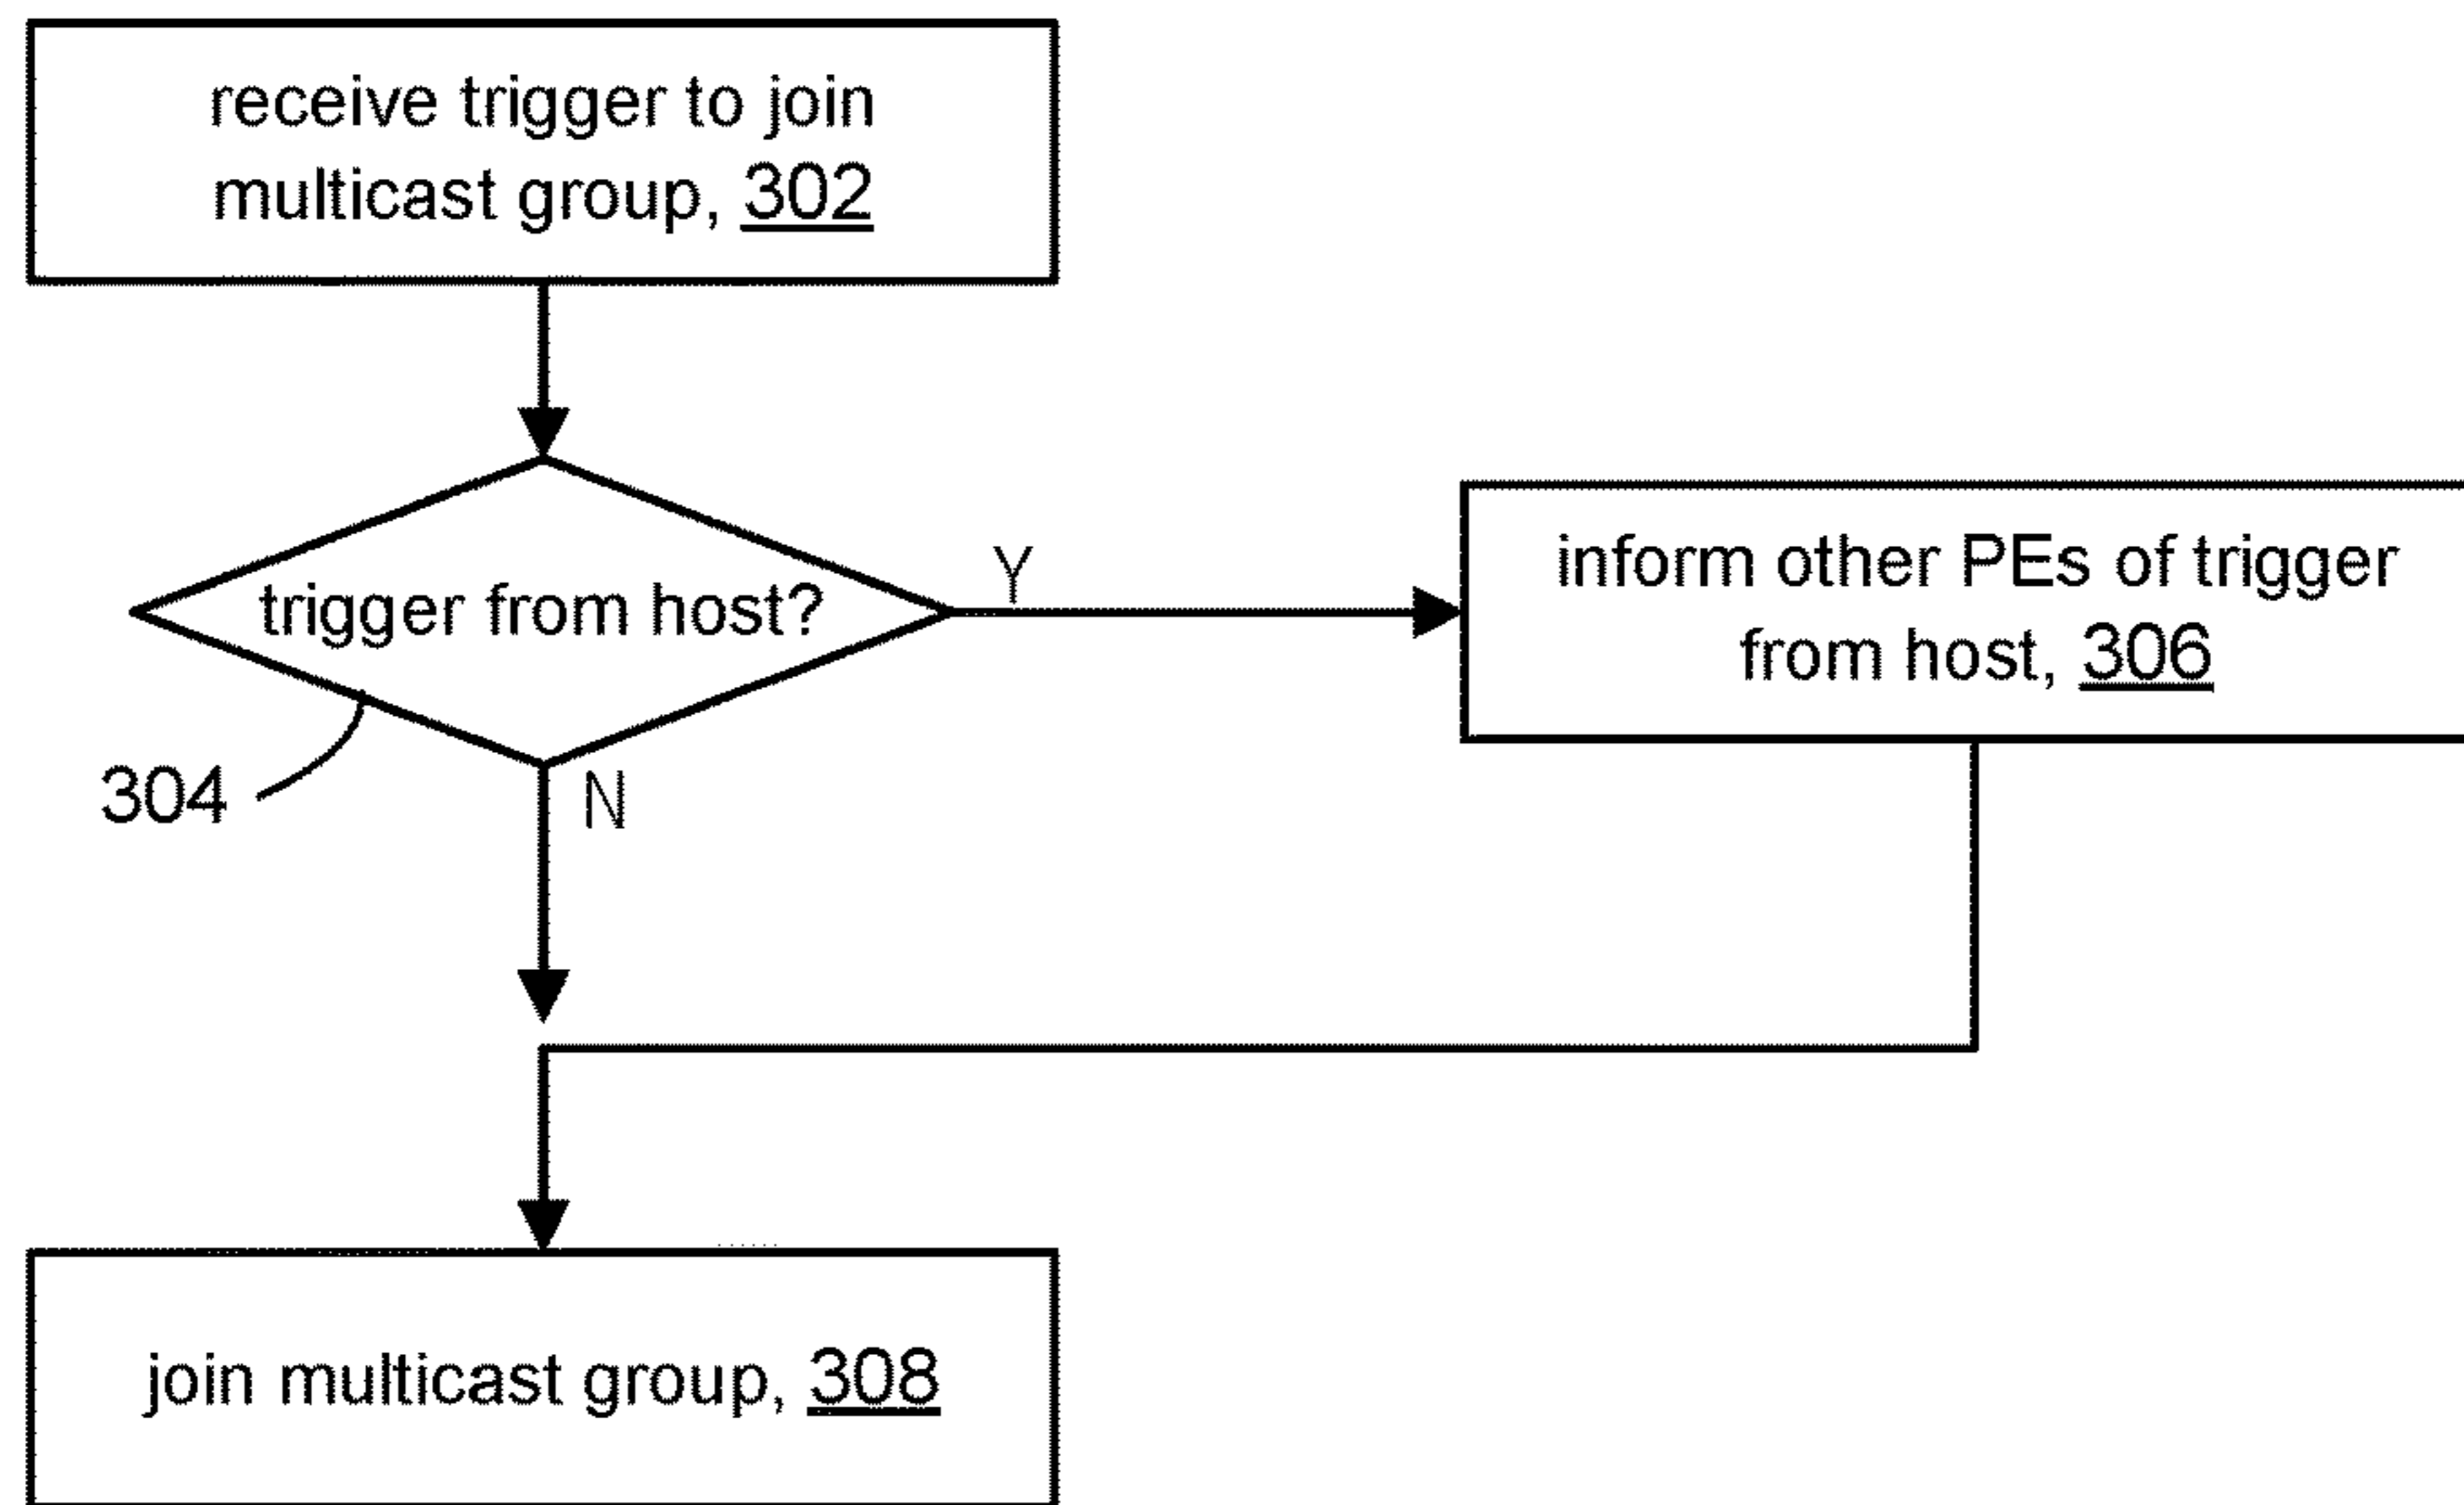 receive trigger to join
multicast group, 302
trigger from host?
Y
inform other PEs of trigger
from host, 306
304
N
join multicast group, 308